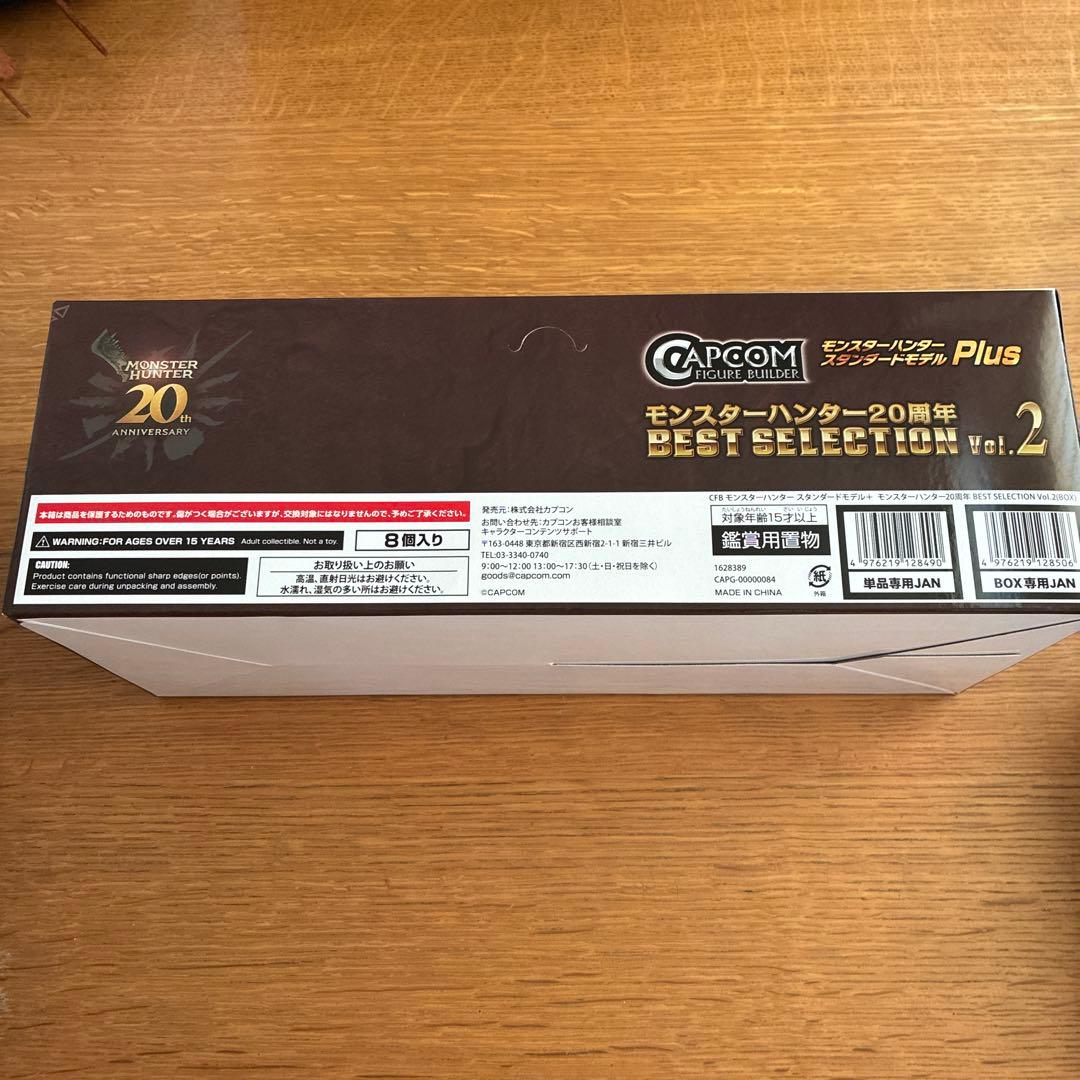 MONSTER
HUNTER
20th
ANNIVERSARY
CAPCOM
FIGURE BUILDER
モンスターハンター
スタンダードモデル Plus
モンスターハンター20周年
BEST SELECTION Vol.2
CFB モンスターハンター スタンダードモデル＋ モンスターハンター20周年 BEST SELECTION Vol.2(BOX)
本箱は商品を保護するためのものです。傷がつく場合がございますが、交換対象にはなりませんので、予めご了承ください。
WARNING:FOR AGES OVER 15 YEARS Adult collectible. Not a toy.
8個入り
CAUTION:
Product contains functional sharp edges(or points).
Exercise care during unpacking and assembly.
お取り扱い上のお願い
高温、直射日光はお避けください。
水濡れ、湿気の多い所はお避けください。
発売元:株式会社カプコン
お問い合わせ先:カプコンお客様相談室
キャラクターコンテンツサポート
〒163-0448 東京都新宿区西新宿2-1-1 新宿三井ビル
TEL:03-3340-0740
9:00～12:00 13:00～17:30(土・日・祝日を除く)
goods@capcom.com
©CAPCOM
たいしょうねんれい さい いじょう
対象年齢15才以上
鑑賞用置物
1628389
CAPG-00000084
MADE IN CHINA
紙
外箱
4 976219 128490
単品専用JAN
4 976219 128506
BOX専用JAN